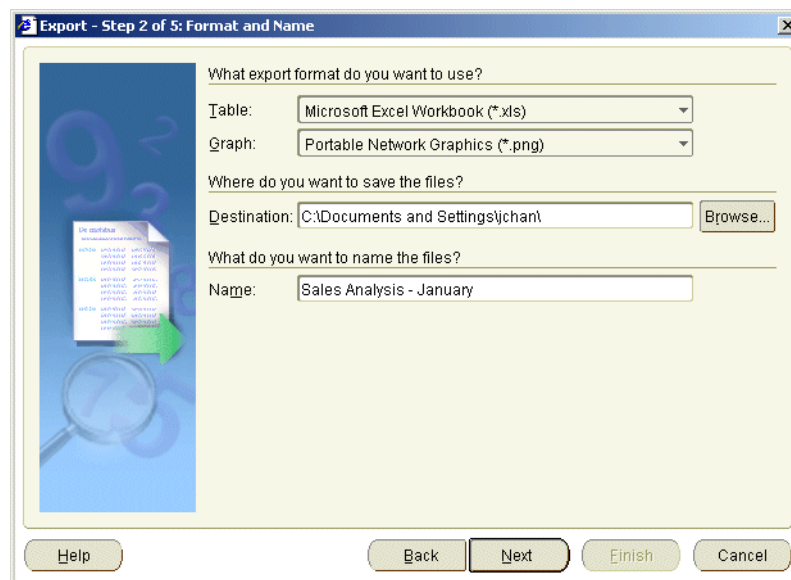 Export - Step 2 of 5: Format and Name
What export format do you want to use?
Table: Microsoft Excel Workbook (*.xls)
Graph: Portable Network Graphics (*.png)
Where do you want to save the files?
Destination: C:\Documents and Settings\jchan\ Browse...
What do you want to name the files?
Name: Sales Analysis - January
Help Back Next Finish Cancel